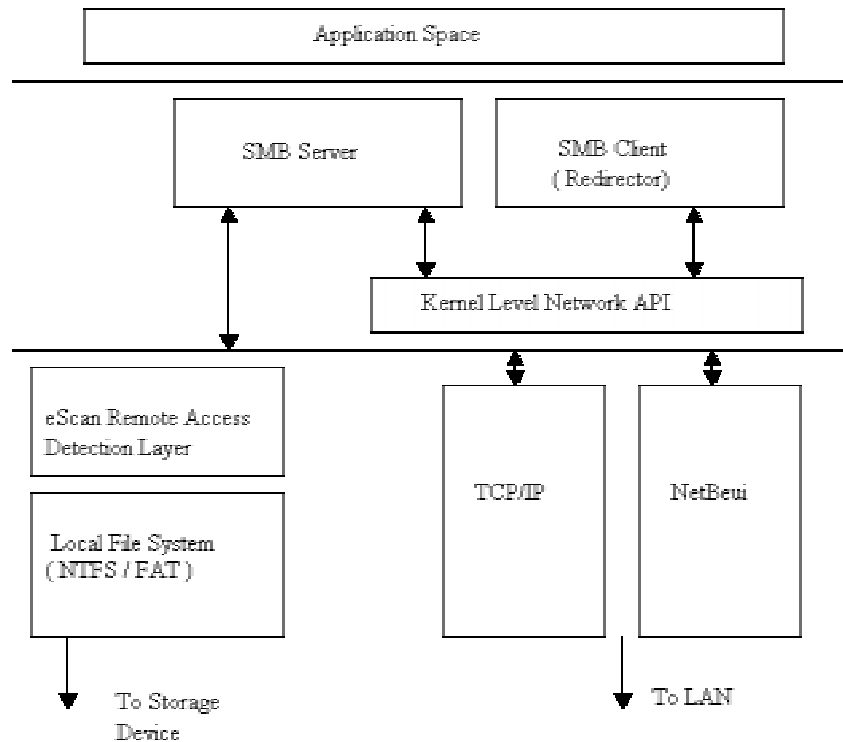 Application Space
SMB Server
SMB Client
( Redirector)
Kernel Level Network API
eScan Remote Access
Detection Layer
TCP/IP
NetBeui
Local File System
( NTFS / FAT )
To Storage
Device
To LAN